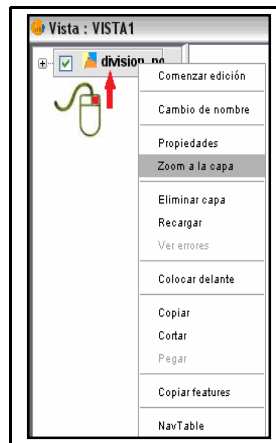 Vista : VISTA1
division_po
Comenzar edición
Cambio de nombre
Propiedades
Zoom a la capa
Eliminar capa
Recargar
Ver errores
Colocar delante
Copiar
Cortar
Pegar
Copiar features
NavTable